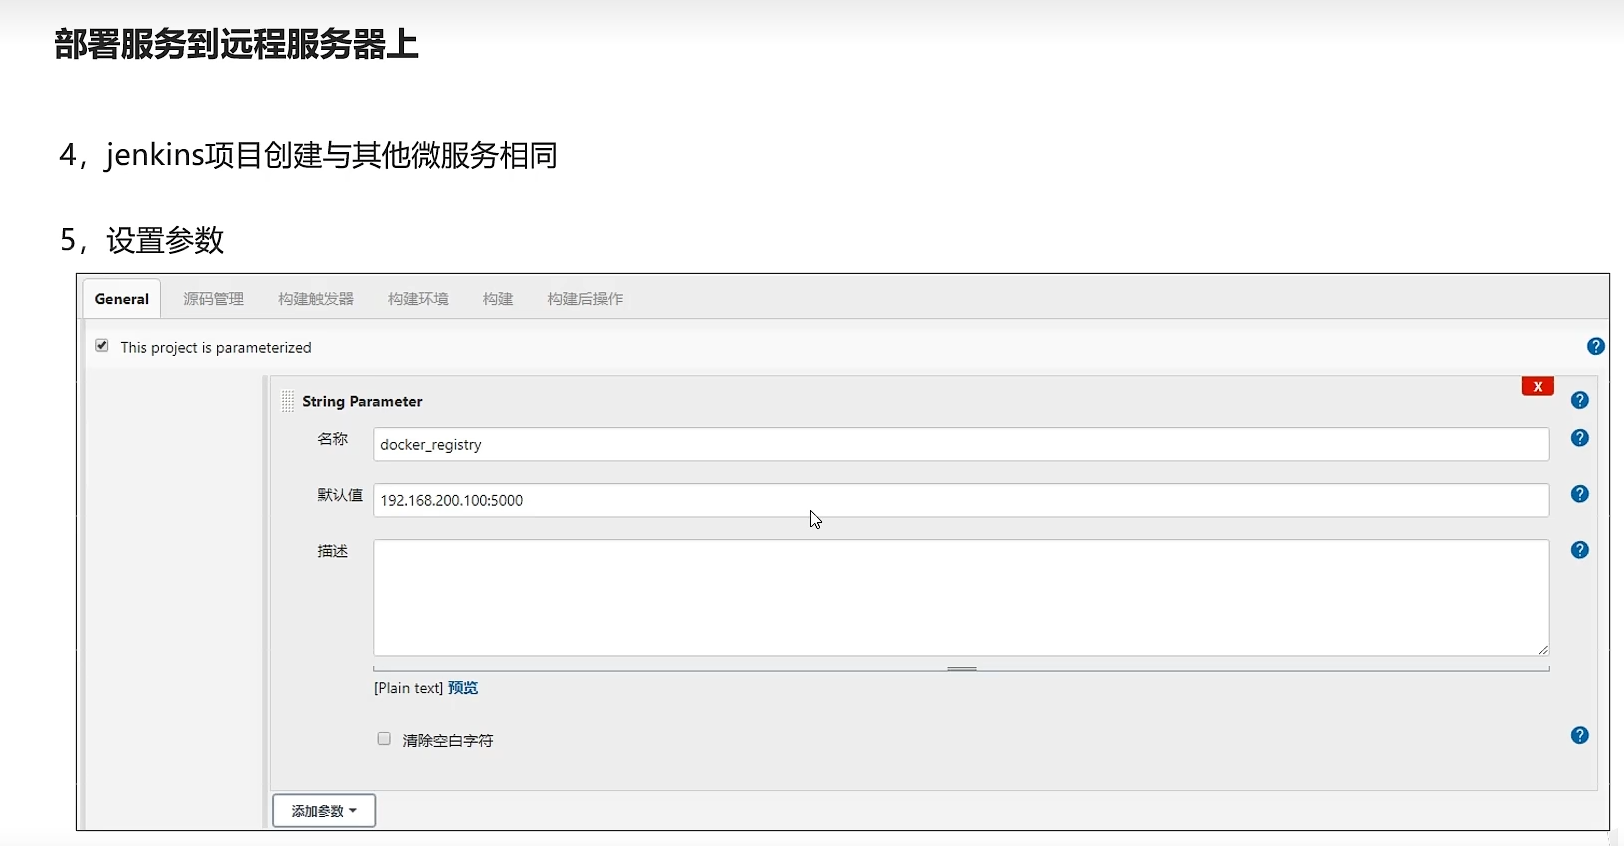 部署服务到远程服务器上
4，jenkins项目创建与其他微服务相同
5，设置参数
General 源码管理 构建触发器 构建环境 构建 构建后操作
This project is parameterized
String Parameter
X
名称 docker_registry
默认值 192.168.200.100:5000
描述
[Plain text] 预览
清除空白字符
添加参数